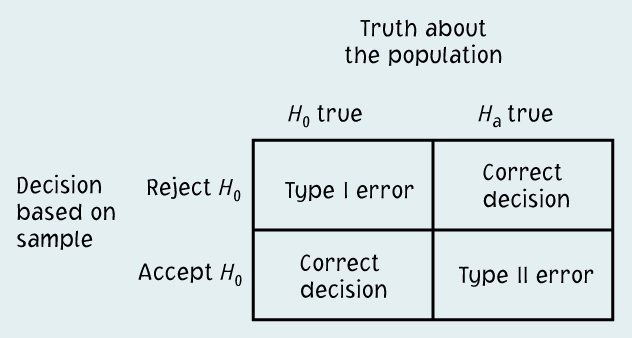 Truth about
the population
H₀ true
Hₐ true
Decision
based on
sample
Reject H₀
Type I error
Correct
decision
Accept H₀
Correct
decision
Type II error